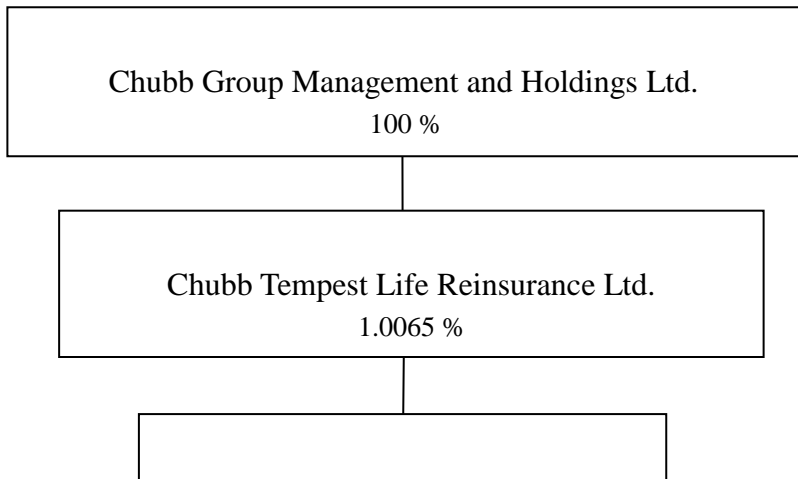 Chubb Group Management and Holdings Ltd.
100 %
Chubb Tempest Life Reinsurance Ltd.
1.0065 %